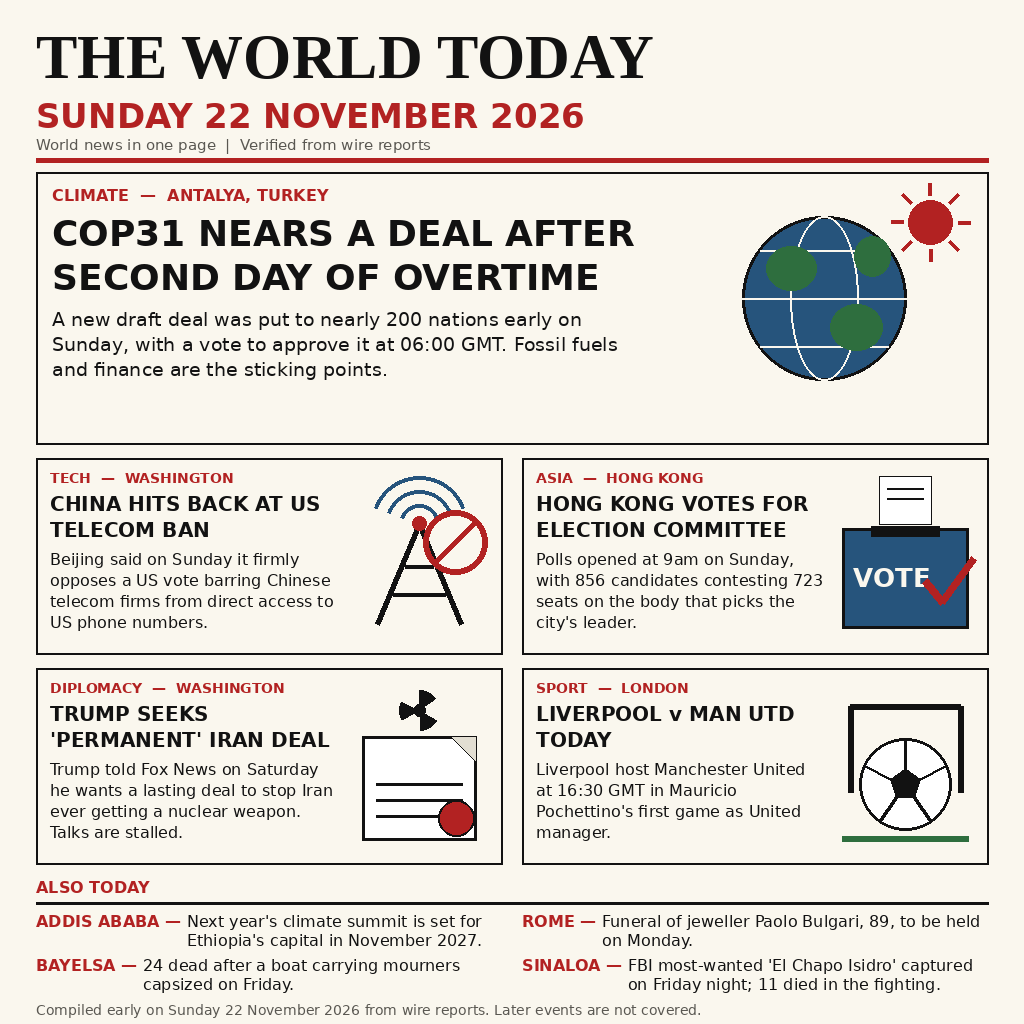 THE WORLD TODAY
SUNDAY 22 NOVEMBER 2026
World news in one page | Verified from wire reports
CLIMATE — ANTALYA, TURKEY
COP31 NEARS A DEAL AFTER
SECOND DAY OF OVERTIME
A new draft deal was put to nearly 200 nations early on
Sunday, with a vote to approve it at 06:00 GMT. Fossil fuels
and finance are the sticking points.
TECH — WASHINGTON
CHINA HITS BACK AT US
TELECOM BAN
Beijing said on Sunday it firmly
opposes a US vote barring Chinese
telecom firms from direct access to
US phone numbers.
ASIA — HONG KONG
HONG KONG VOTES FOR
ELECTION COMMITTEE
Polls opened at 9am on Sunday,
with 856 candidates contesting 723
seats on the body that picks the
city's leader.
VOTE
DIPLOMACY — WASHINGTON
TRUMP SEEKS
'PERMANENT' IRAN DEAL
Trump told Fox News on Saturday
he wants a lasting deal to stop Iran
ever getting a nuclear weapon.
Talks are stalled.
SPORT — LONDON
LIVERPOOL v MAN UTD
TODAY
Liverpool host Manchester United
at 16:30 GMT in Mauricio
Pochettino's first game as United
manager.
ALSO TODAY
ADDIS ABABA — Next year's climate summit is set for
Ethiopia's capital in November 2027.
BAYELSA — 24 dead after a boat carrying mourners
capsized on Friday.
ROME — Funeral of jeweller Paolo Bulgari, 89, to be held
on Monday.
SINALOA — FBI most-wanted 'El Chapo Isidro' captured
on Friday night; 11 died in the fighting.
Compiled early on Sunday 22 November 2026 from wire reports. Later events are not covered.